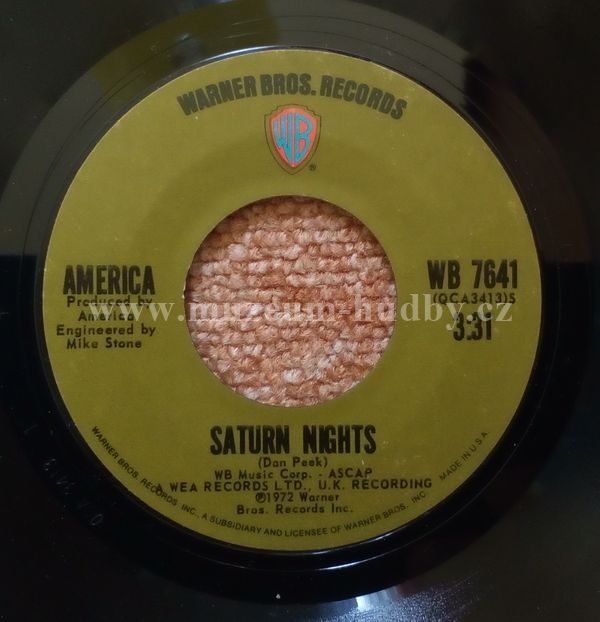 WARNER BROS. RECORDS
WB
®
AMERICA
Produced by
America
Engineered by
Mike Stone
WB 7641
(QCA3413)S
3:31
www.muzeum-hudby.cz
SATURN NIGHTS
(Dan Peek)
WB Music Corp. - ASCAP
A WEA RECORDS LTD., U.K. RECORDING
℗1972 Warner
Bros. Records Inc.
WARNER BROS. RECORDS INC., A SUBSIDIARY AND LICENSEE OF WARNER BROS. INC. MADE IN U.S.A.